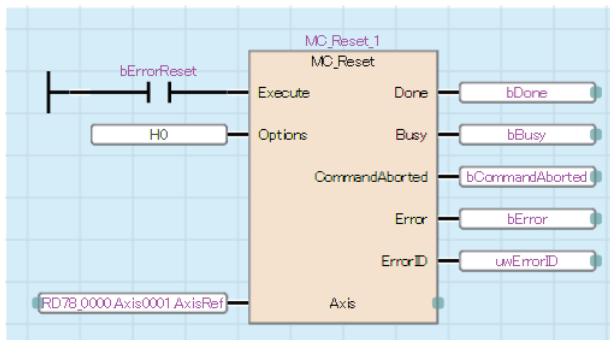 MC_Reset_1
MC_Reset
bErrorReset
Execute Done bDone
H0 Options Busy bBusy
CommandAborted bCommandAborted
Error bError
ErrorID uwErrorID
RD78_0000.Axis0001.AxisRef Axis